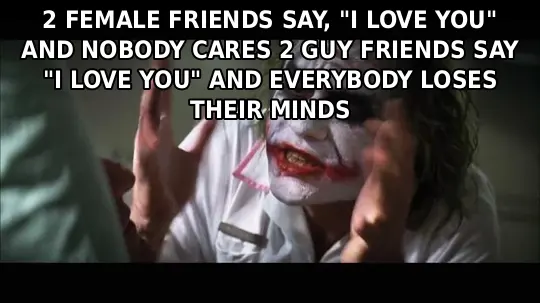 2 FEMALE FRIENDS SAY, "I LOVE YOU"
AND NOBODY CARES 2 GUY FRIENDS SAY
"I LOVE YOU" AND EVERYBODY LOSES
THEIR MINDS